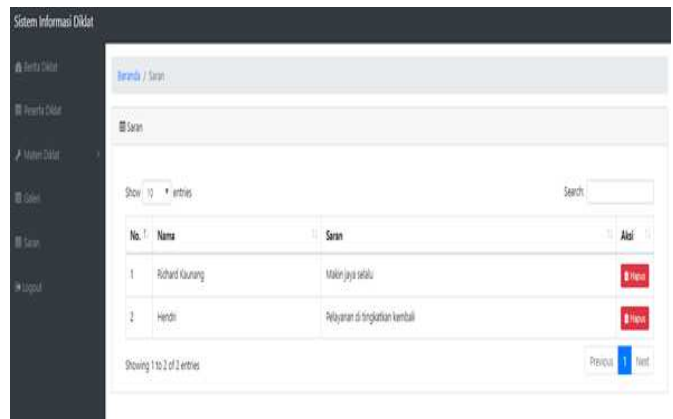 Sistem Informasi Diklat
Berita Diklat
Peserta Diklat
Materi Diklat
Galeri
Saran
Logout
Beranda / Saran
Saran
Show 10 entries
Search:
No. Nama Saran Aksi
1 Richard Kaunang Makin jaya selalu Hapus
2 Hendri Pelayanan di tingkatkan kembali Hapus
Showing 1 to 2 of 2 entries
Previous 1 Next